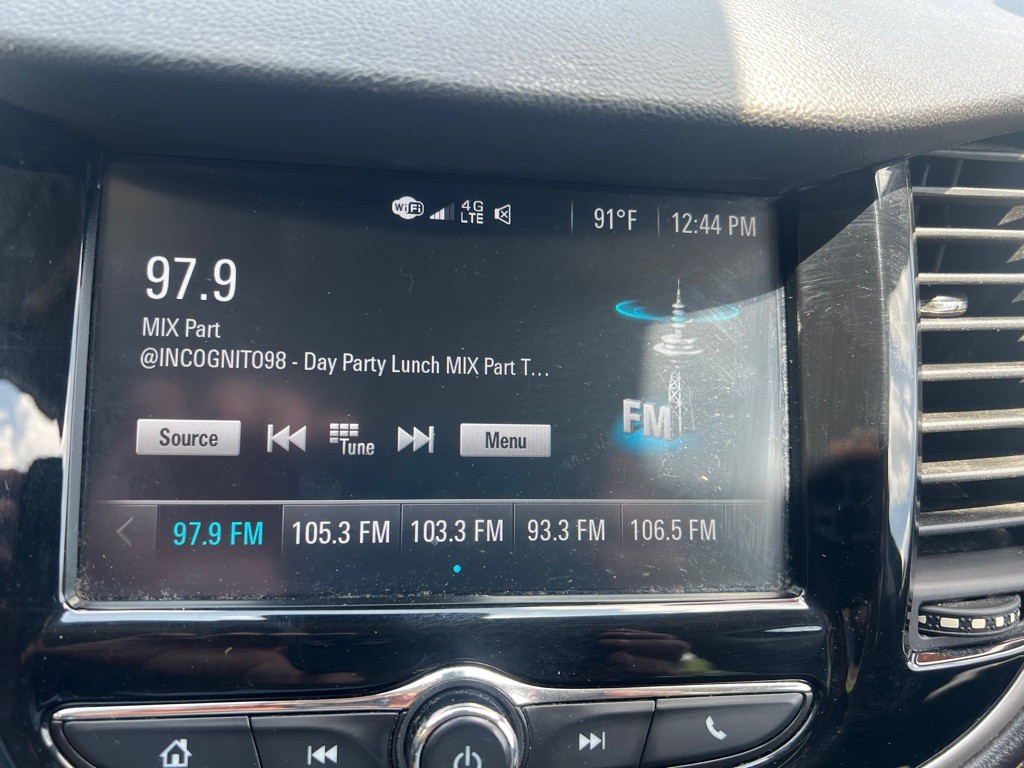 WiFi 4G LTE 91°F 12:44 PM
97.9
MIX Part
@INCOGNITO98 - Day Party Lunch MIX Part T...
FM
Source Tune Menu
97.9 FM 105.3 FM 103.3 FM 93.3 FM 106.5 FM